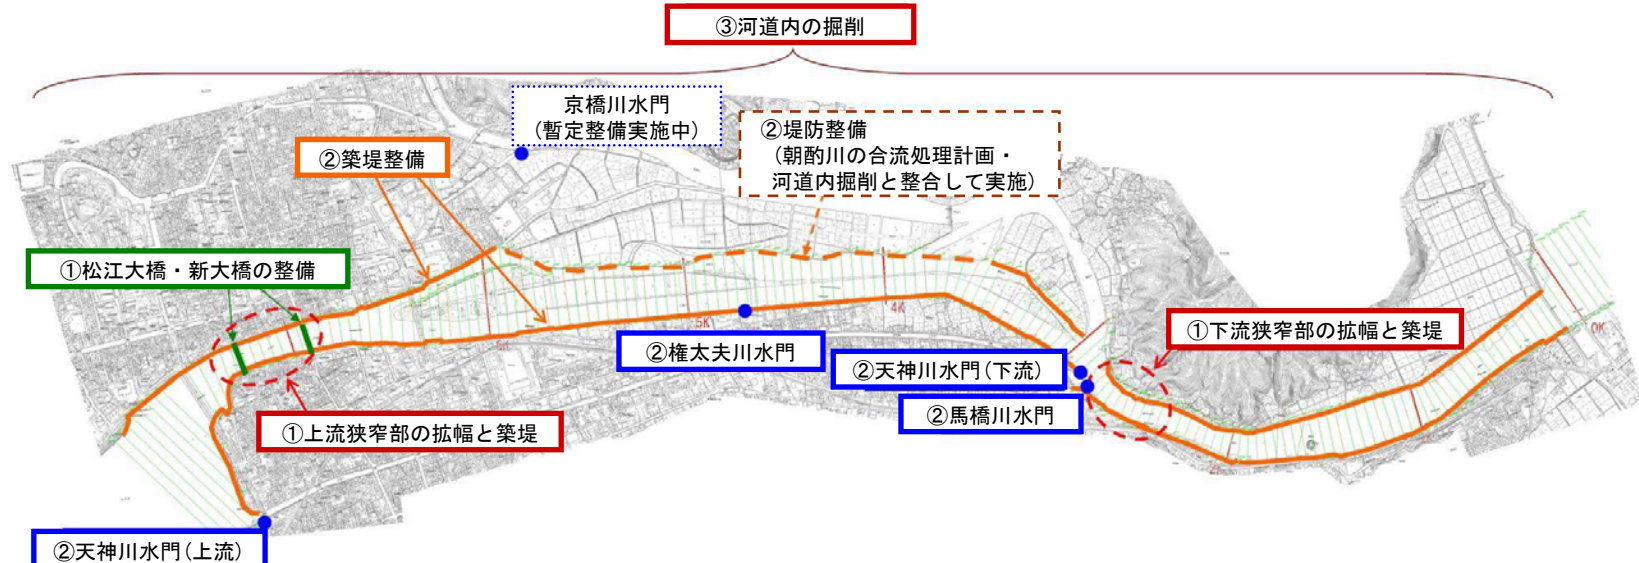 ③河道内の掘削
京橋川水門
(暫定整備実施中)
②堤防整備
(朝酌川の合流処理計画・
河道内掘削と整合して実施)
②築堤整備
①松江大橋・新大橋の整備
5K
4K
0K
①下流狭窄部の拡幅と築堤
②権太夫川水門
②天神川水門(下流)
②馬橋川水門
①上流狭窄部の拡幅と築堤
②天神川水門(上流)